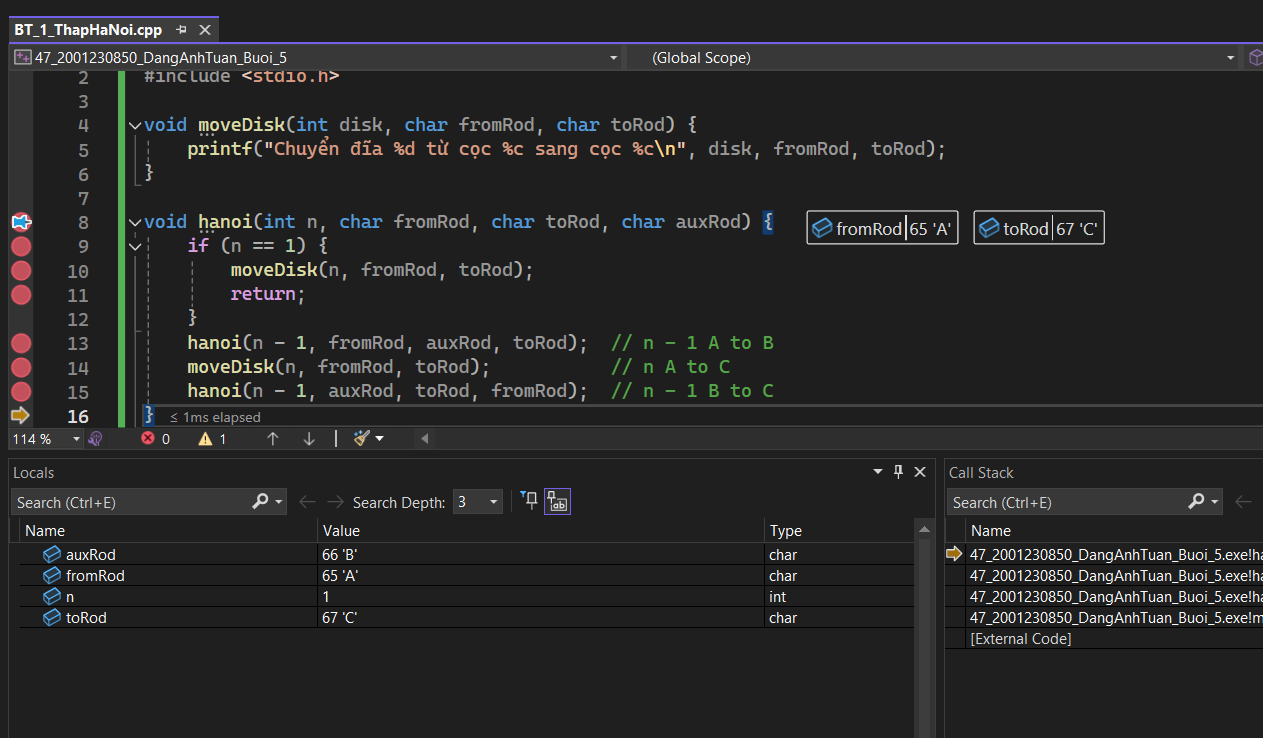 BT_1_ThapHaNoi.cpp
47_2001230850_DangAnhTuan_Buoi_5 (Global Scope)
2 #include <stdio.h>
3
4 void moveDisk(int disk, char fromRod, char toRod) {
5 printf("Chuyển đĩa %d từ cọc %c sang cọc %c\n", disk, fromRod, toRod);
6 }
7
8 void hanoi(int n, char fromRod, char toRod, char auxRod) { fromRod 65 'A' toRod 67 'C'
9 if (n == 1) {
10 moveDisk(n, fromRod, toRod);
11 return;
12 }
13 hanoi(n - 1, fromRod, auxRod, toRod); // n - 1 A to B
14 moveDisk(n, fromRod, toRod); // n A to C
15 hanoi(n - 1, auxRod, toRod, fromRod); // n - 1 B to C
16 } ≤ 1ms elapsed
114 % 0 1
Locals
Search (Ctrl+E) Search Depth: 3
Name Value Type
auxRod 66 'B' char
fromRod 65 'A' char
n 1 int
toRod 67 'C' char
Call Stack
Search (Ctrl+E)
Name
47_2001230850_DangAnhTuan_Buoi_5.exe!ha
47_2001230850_DangAnhTuan_Buoi_5.exe!ha
47_2001230850_DangAnhTuan_Buoi_5.exe!ha
47_2001230850_DangAnhTuan_Buoi_5.exe!m
[External Code]